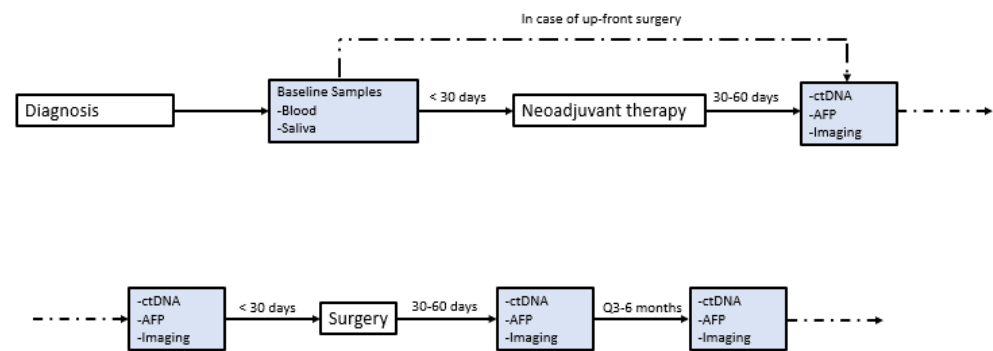 In case of up-front surgery
Diagnosis
Baseline Samples
-Blood
-Saliva
< 30 days
Neoadjuvant therapy
30-60 days
-ctDNA
-AFP
-Imaging
-ctDNA
-AFP
-Imaging
< 30 days
Surgery
30-60 days
-ctDNA
-AFP
-Imaging
Q3-6 months
-ctDNA
-AFP
-Imaging